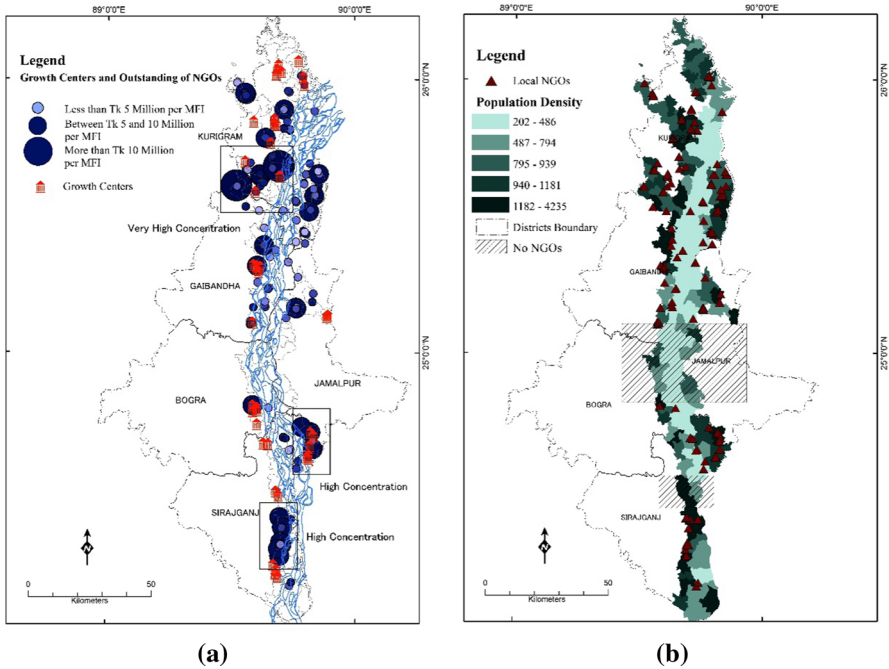 89°0'0"E
90°0'0"E
Legend
Growth Centers and Outstanding of NGOs
Less than Tk 5 Million per MFI
Between Tk 5 and 10 Million
per MFI
More than Tk 10 Million
per MFI
Growth Centers
KURIGRAM
Very High Concentration
GAIBANDHA
BOGRA
JAMALPUR
High Concentration
SIRAJGANJ
High Concentration
N
0 50
Kilometers
26°0'0"N
25°0'0"N
(a)
89°0'0"E
90°0'0"E
Legend
Local NGOs
Population Density
202 - 486
487 - 794
795 - 939
940 - 1181
1182 - 4235
Districts Boundary
No NGOs
JAMALPUR
BOGRA
SIRAJGANJ
N
0 50
Kilometers
26°0'0"N
25°0'0"N
(b)